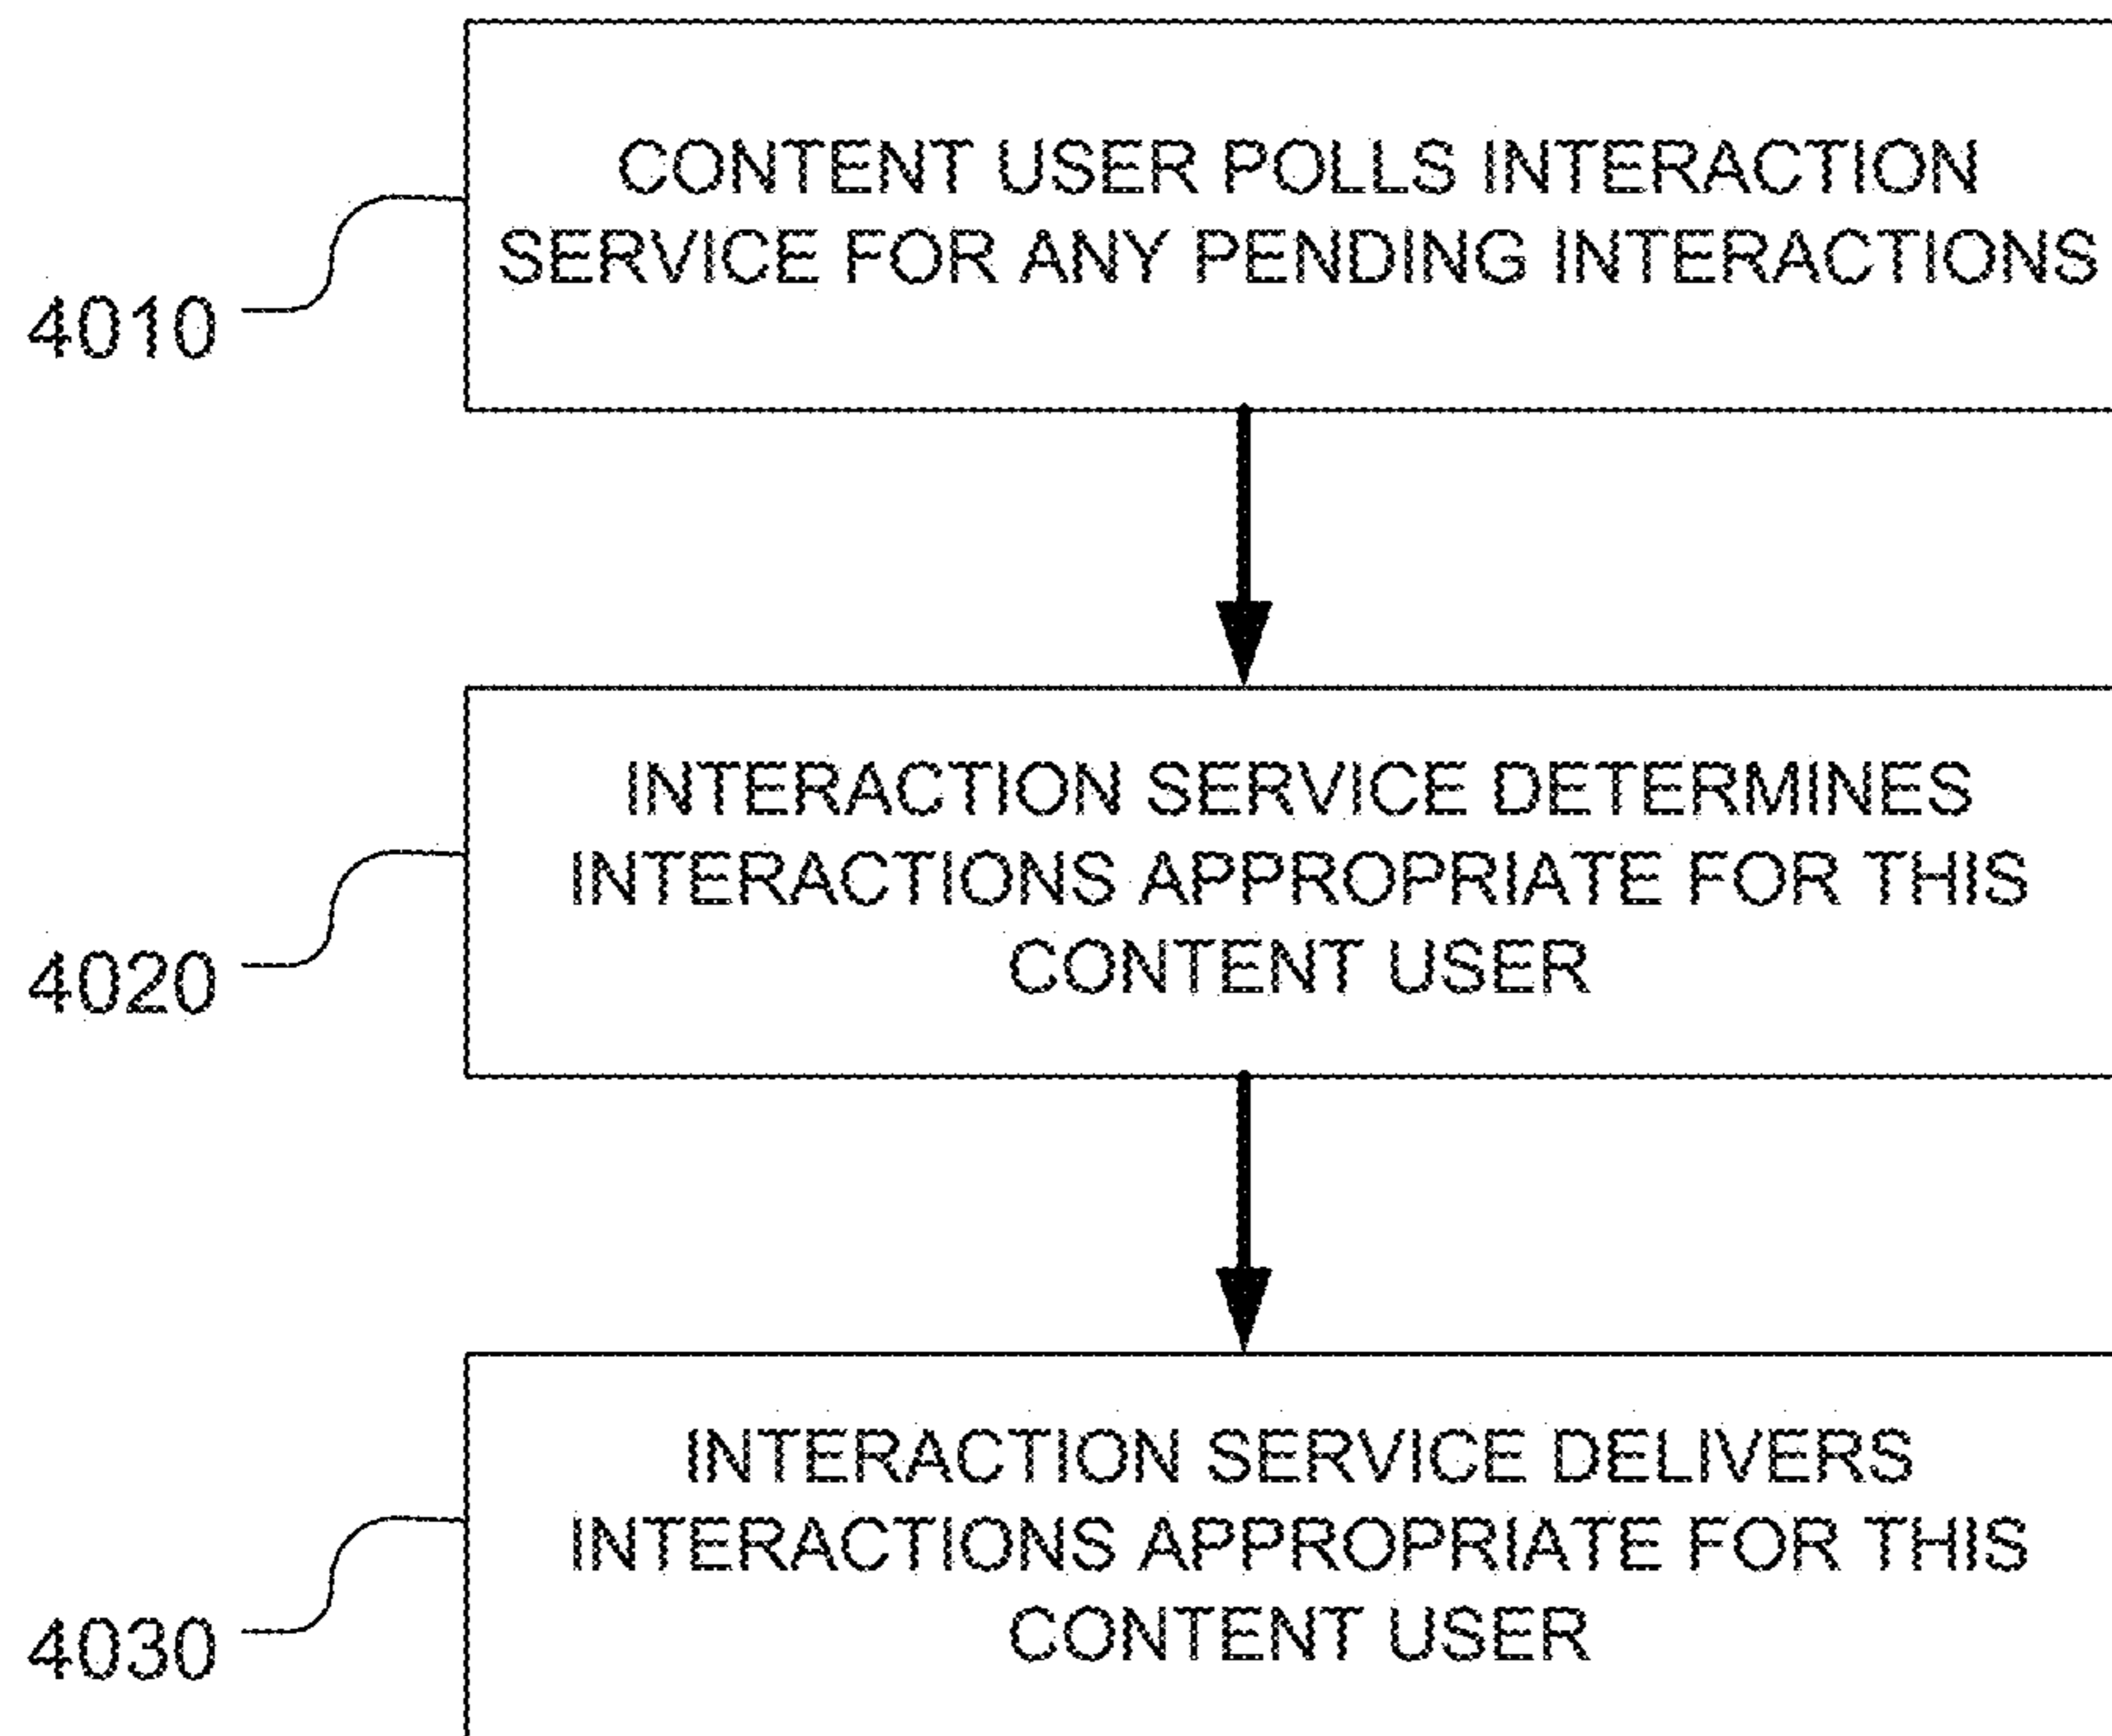 CONTENT USER POLLS INTERACTION
SERVICE FOR ANY PENDING INTERACTIONS
4010
INTERACTION SERVICE DETERMINES
INTERACTIONS APPROPRIATE FOR THIS
CONTENT USER
4020
INTERACTION SERVICE DELIVERS
INTERACTIONS APPROPRIATE FOR THIS
CONTENT USER
4030